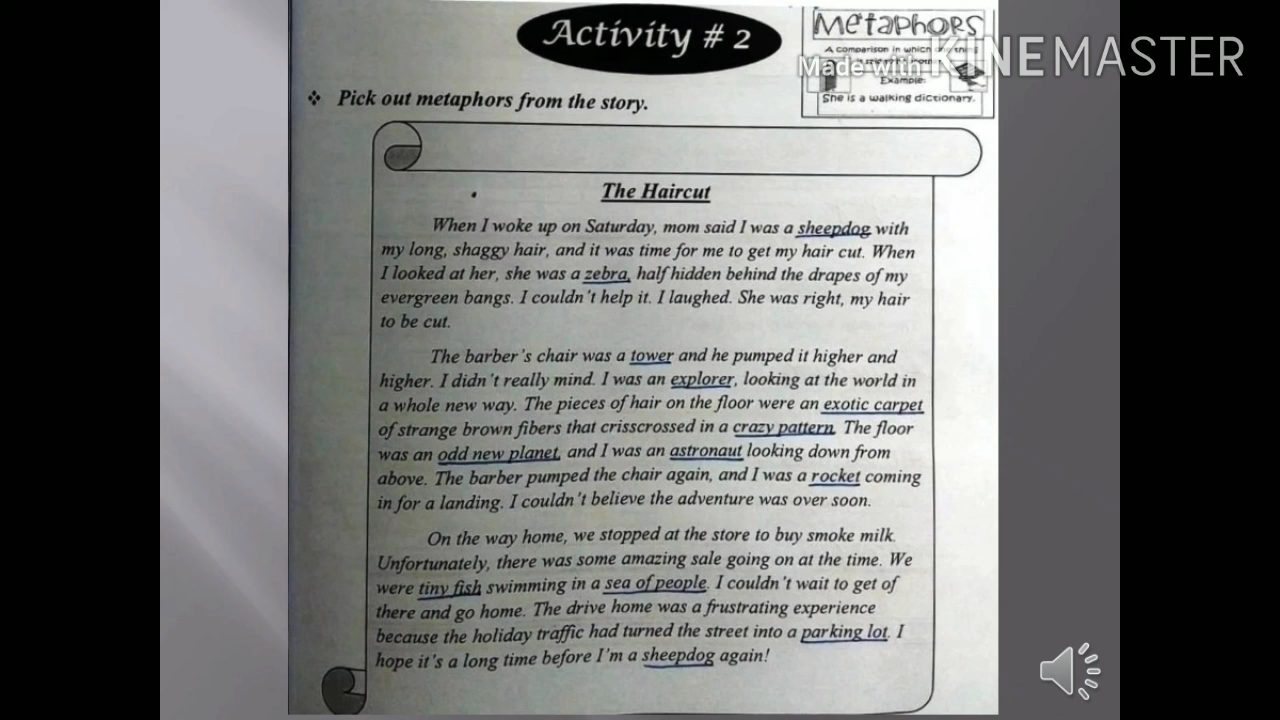 Activity # 2
Metaphors
A comparison in which one thing
Example:
She is a walking dictionary.
Made with KINEMASTER
❖ Pick out metaphors from the story.
The Haircut
When I woke up on Saturday, mom said I was a sheepdog with
my long, shaggy hair, and it was time for me to get my hair cut. When
I looked at her, she was a zebra, half hidden behind the drapes of my
evergreen bangs. I couldn't help it. I laughed. She was right, my hair
to be cut.
The barber's chair was a tower and he pumped it higher and
higher. I didn't really mind. I was an explorer, looking at the world in
a whole new way. The pieces of hair on the floor were an exotic carpet
of strange brown fibers that crisscrossed in a crazy pattern. The floor
was an odd new planet, and I was an astronaut looking down from
above. The barber pumped the chair again, and I was a rocket coming
in for a landing. I couldn't believe the adventure was over soon.
On the way home, we stopped at the store to buy smoke milk.
Unfortunately, there was some amazing sale going on at the time. We
were tiny fish swimming in a sea of people. I couldn't wait to get of
there and go home. The drive home was a frustrating experience
because the holiday traffic had turned the street into a parking lot. I
hope it's a long time before I'm a sheepdog again!